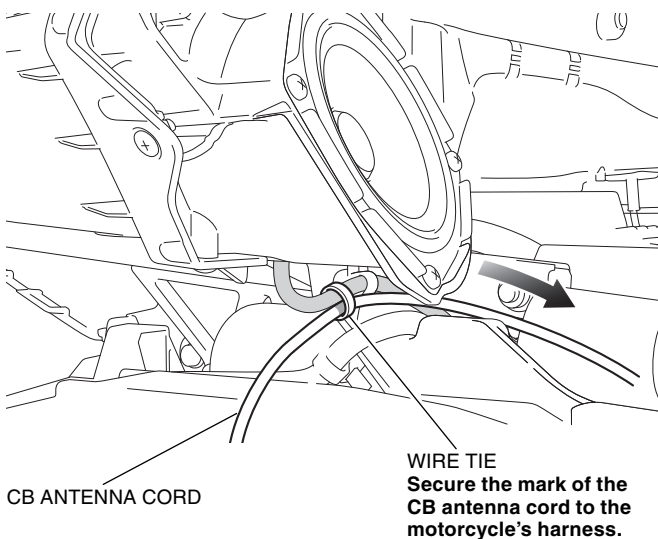 CB ANTENNA CORD
WIRE TIE
Secure the mark of the
CB antenna cord to the
motorcycle's harness.